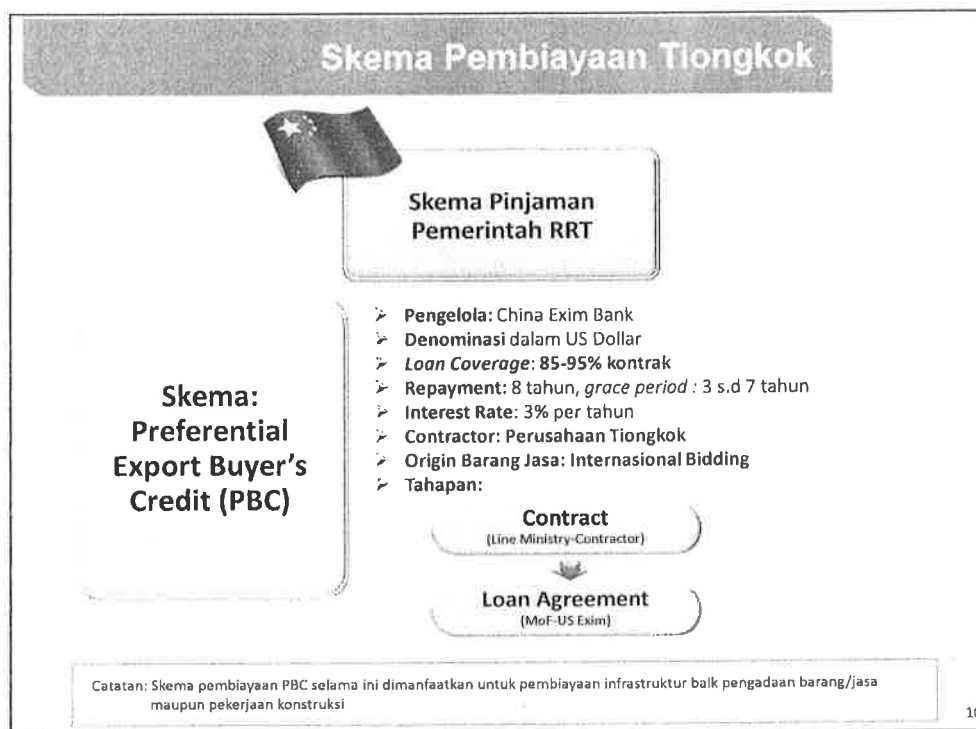 Skema Pembiayaan Tiongkok
Skema Pinjaman
Pemerintah RRT
Skema:
Preferential
Export Buyer's
Credit (PBC)
➢ Pengelola: China Exim Bank
➢ Denominasi dalam US Dollar
➢ Loan Coverage: 85-95% kontrak
➢ Repayment: 8 tahun, grace period : 3 s.d 7 tahun
➢ Interest Rate: 3% per tahun
➢ Contractor: Perusahaan Tiongkok
➢ Origin Barang Jasa: Internasional Bidding
➢ Tahapan:
Contract
(Line Ministry-Contractor)
Loan Agreement
(MoF-US Exim)
Catatan: Skema pembiayaan PBC selama ini dimanfaatkan untuk pembiayaan infrastruktur baik pengadaan barang/jasa
maupun pekerjaan konstruksi